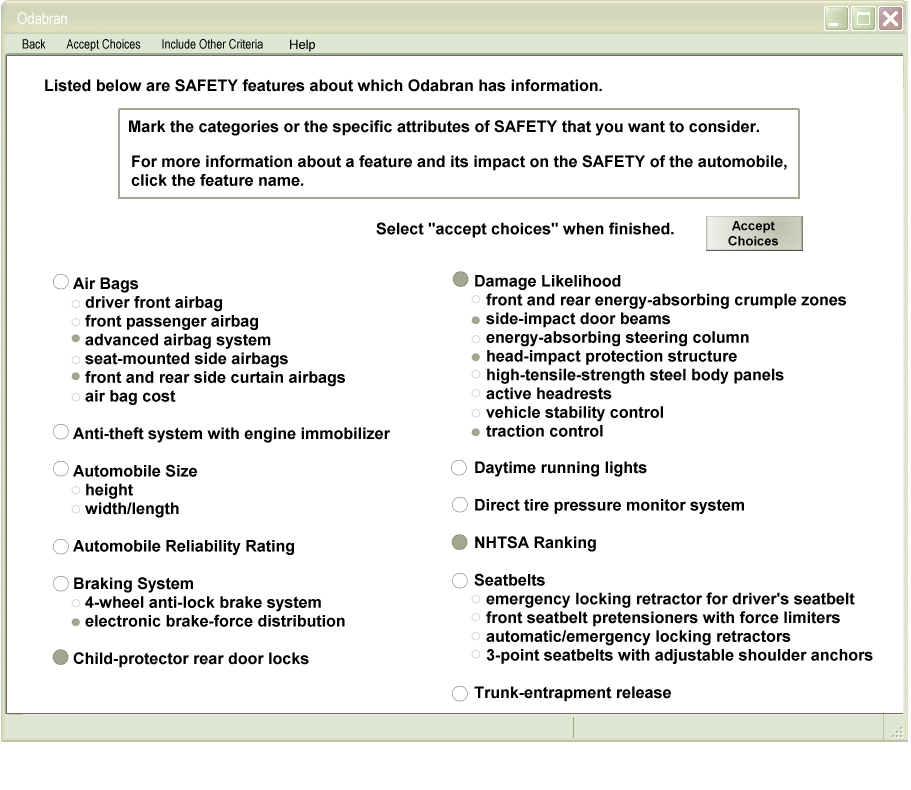 Odabran
Back Accept Choices Include Other Criteria Help
Listed below are SAFETY features about which Odabran has information.
Mark the categories or the specific attributes of SAFETY that you want to consider.
For more information about a feature and its impact on the SAFETY of the automobile,
click the feature name.
Select "accept choices" when finished.
Accept
Choices
Air Bags
driver front airbag
front passenger airbag
advanced airbag system
seat-mounted side airbags
front and rear side curtain airbags
air bag cost
Anti-theft system with engine immobilizer
Automobile Size
height
width/length
Automobile Reliability Rating
Braking System
4-wheel anti-lock brake system
electronic brake-force distribution
Child-protector rear door locks
Damage Likelihood
front and rear energy-absorbing crumple zones
side-impact door beams
energy-absorbing steering column
head-impact protection structure
high-tensile-strength steel body panels
active headrests
vehicle stability control
traction control
Daytime running lights
Direct tire pressure monitor system
NHTSA Ranking
Seatbelts
emergency locking retractor for driver's seatbelt
front seatbelt pretensioners with force limiters
automatic/emergency locking retractors
3-point seatbelts with adjustable shoulder anchors
Trunk-entrapment release